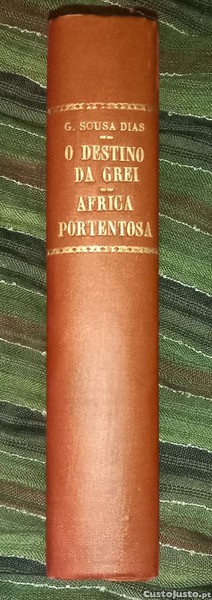 G. SOUSA DIAS
O DESTINO
DA GREI
AFRICA
PORTENTOSA
CustoJusto.pt